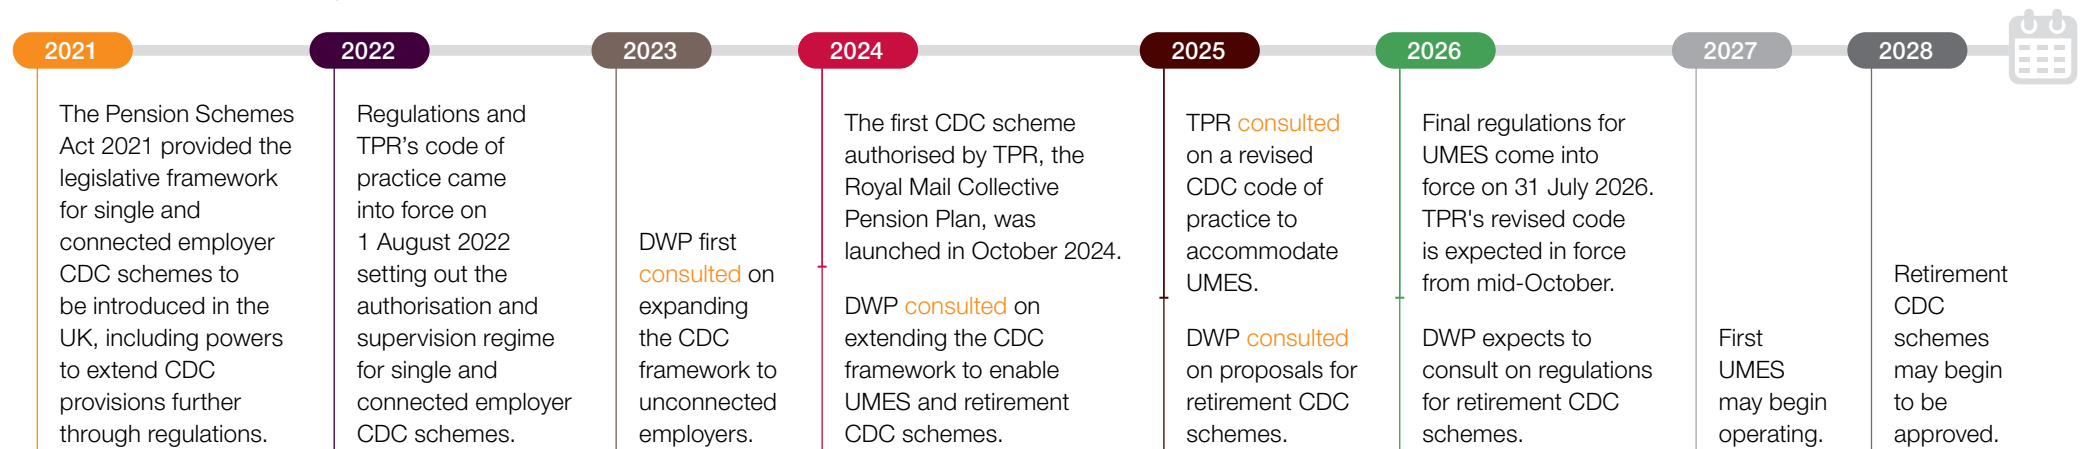 2021
The Pension Schemes
Act 2021 provided the
legislative framework
for single and
connected employer
CDC schemes to
be introduced in the
UK, including powers
to extend CDC
provisions further
through regulations.
2022
Regulations and
TPR’s code of
practice came
into force on
1 August 2022
setting out the
authorisation and
supervision regime
for single and
connected employer
CDC schemes.
2023
DWP first
consulted on
expanding
the CDC
framework to
unconnected
employers.
2024
The first CDC scheme
authorised by TPR, the
Royal Mail Collective
Pension Plan, was
launched in October 2024.
DWP consulted on
extending the CDC
framework to enable
UMES and retirement
CDC schemes.
2025
TPR consulted
on a revised
CDC code of
practice to
accommodate
UMES.
DWP consulted
on proposals for
retirement CDC
schemes.
2026
Final regulations for
UMES come into
force on 31 July 2026.
TPR's revised code
is expected in force
from mid-October.
DWP expects to
consult on regulations
for retirement CDC
schemes.
2027
First
UMES
may begin
operating.
2028
Retirement
CDC
schemes
may begin
to be
approved.